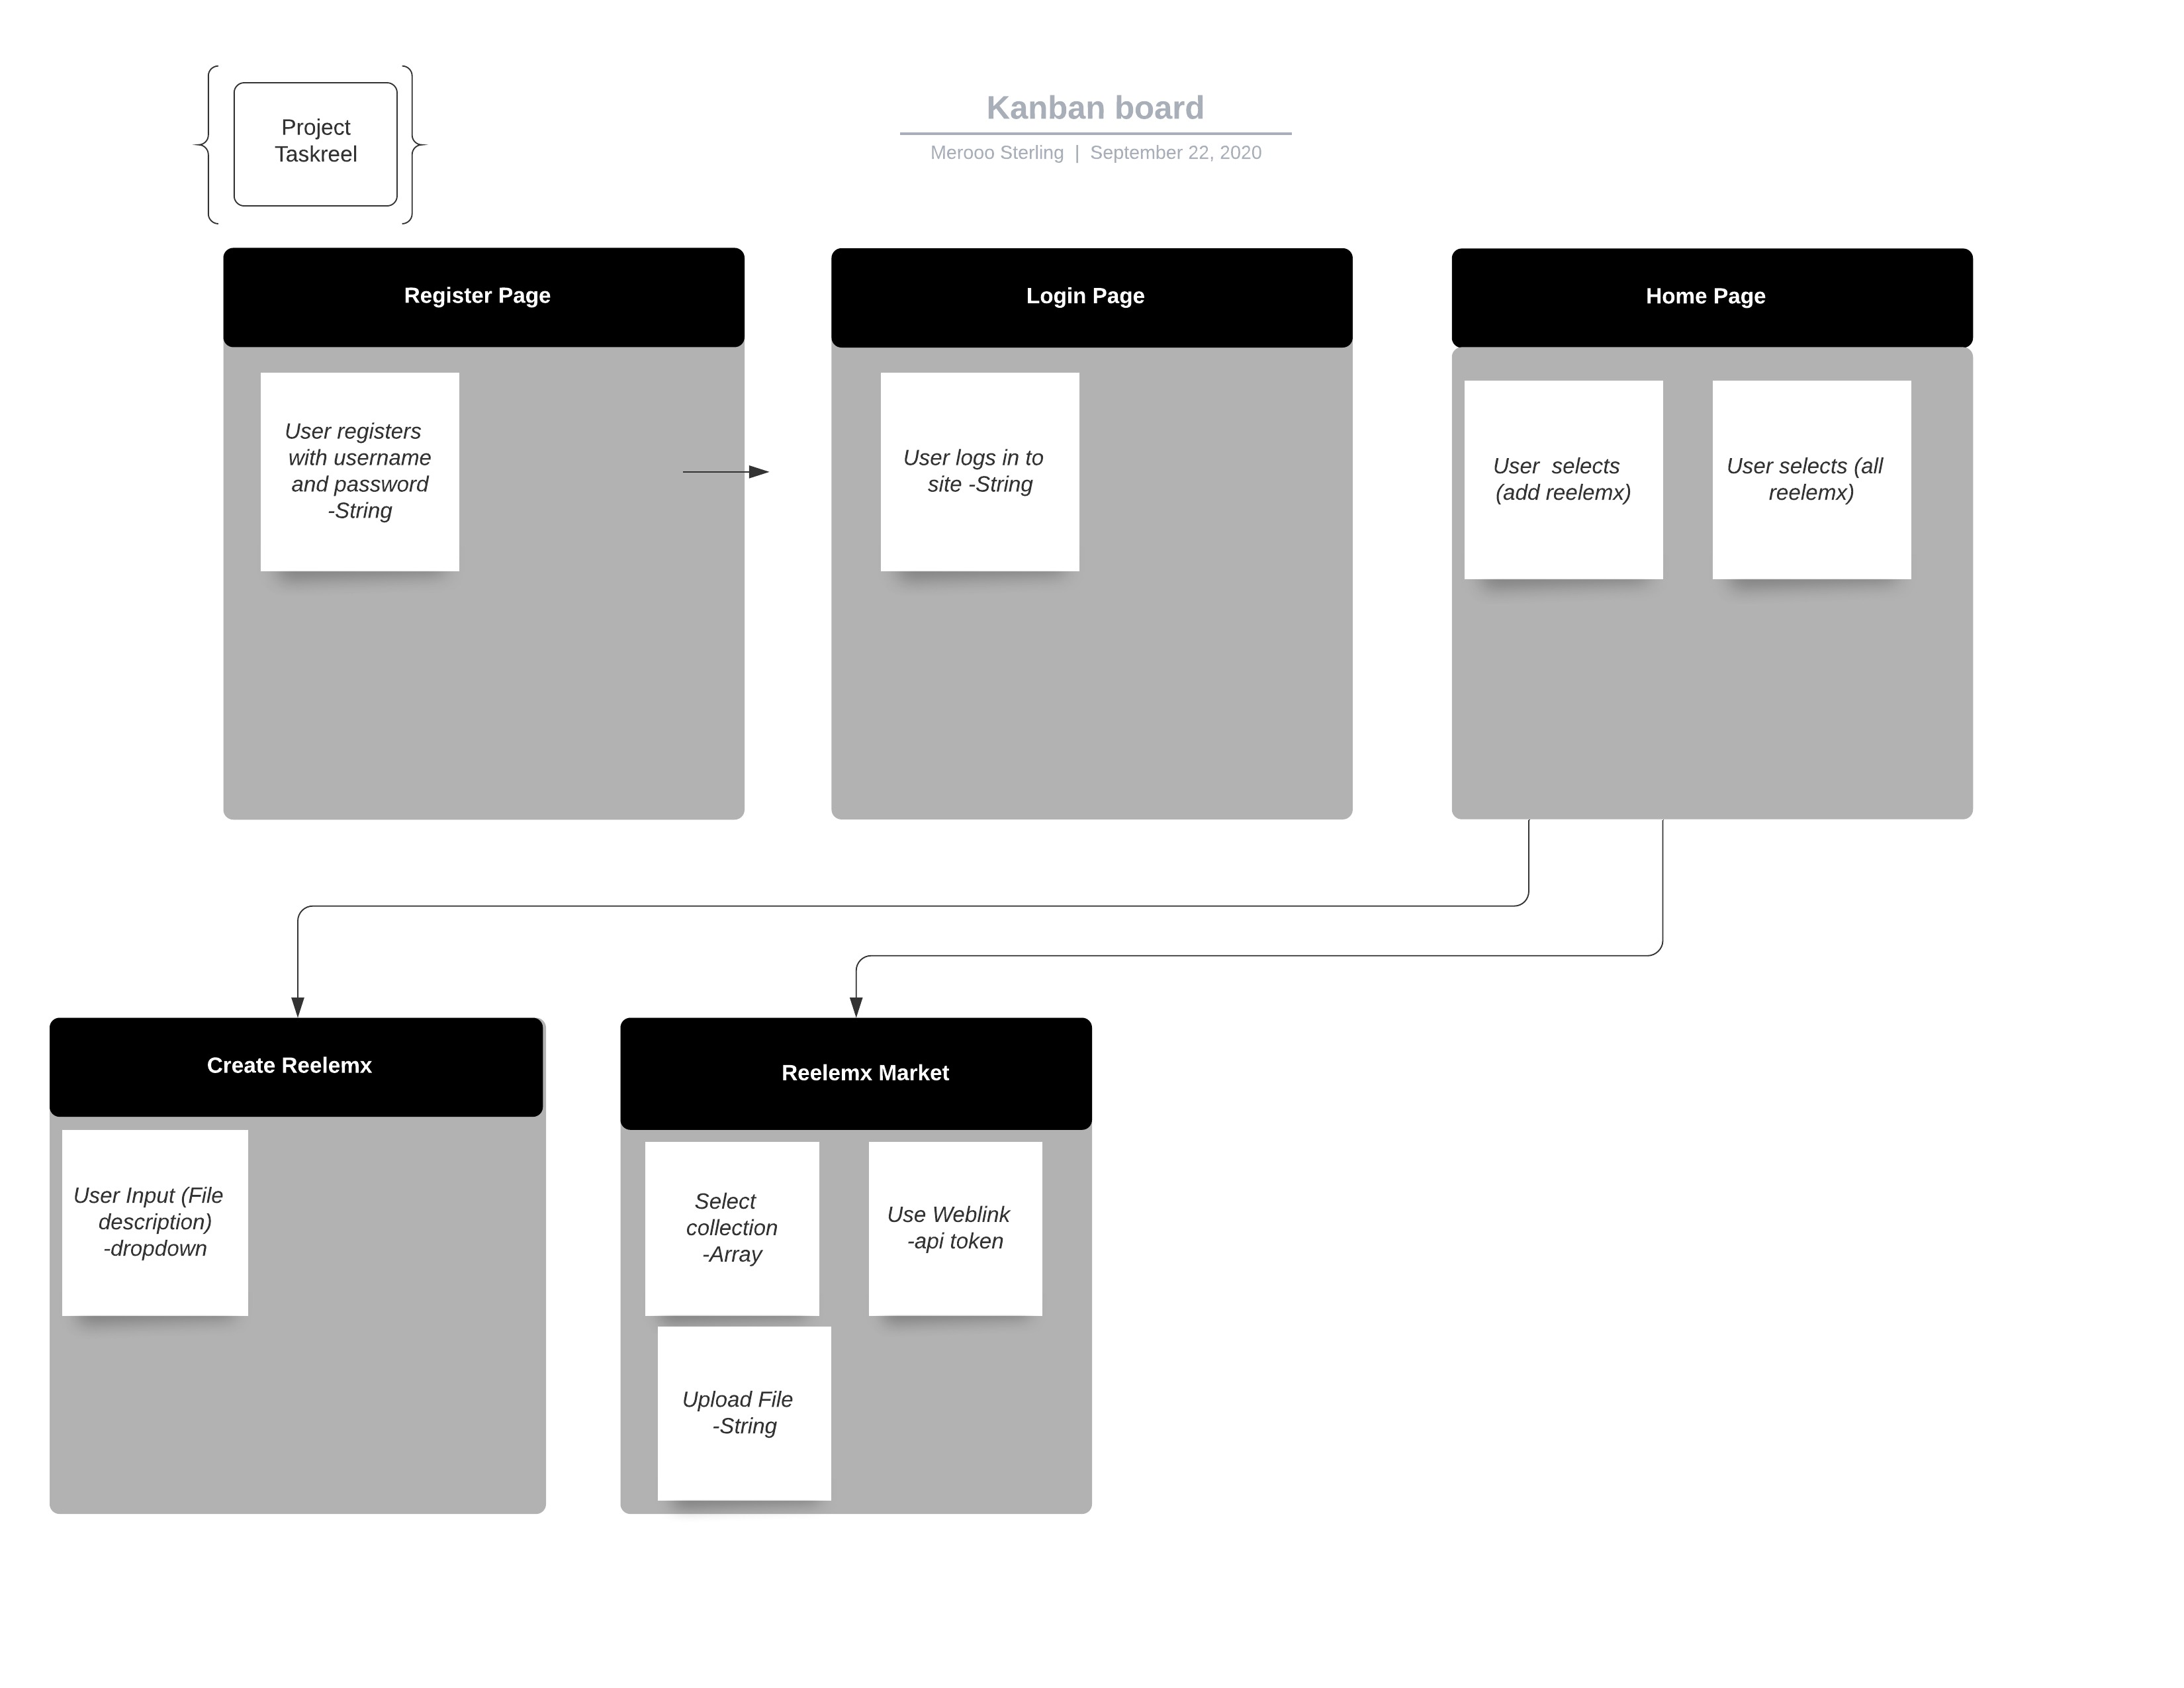 Project
Taskreel
Kanban board
Merooo Sterling | September 22, 2020
Register Page
Login Page
Home Page
User registers
with username
and password
-String
User logs in to
site -String
User  selects
(add reelemx)
User selects (all
reelemx)
Create Reelemx
Reelemx Market
User Input (File
description)
-dropdown
Select
collection
-Array
Use Weblink
-api token
Upload File
-String